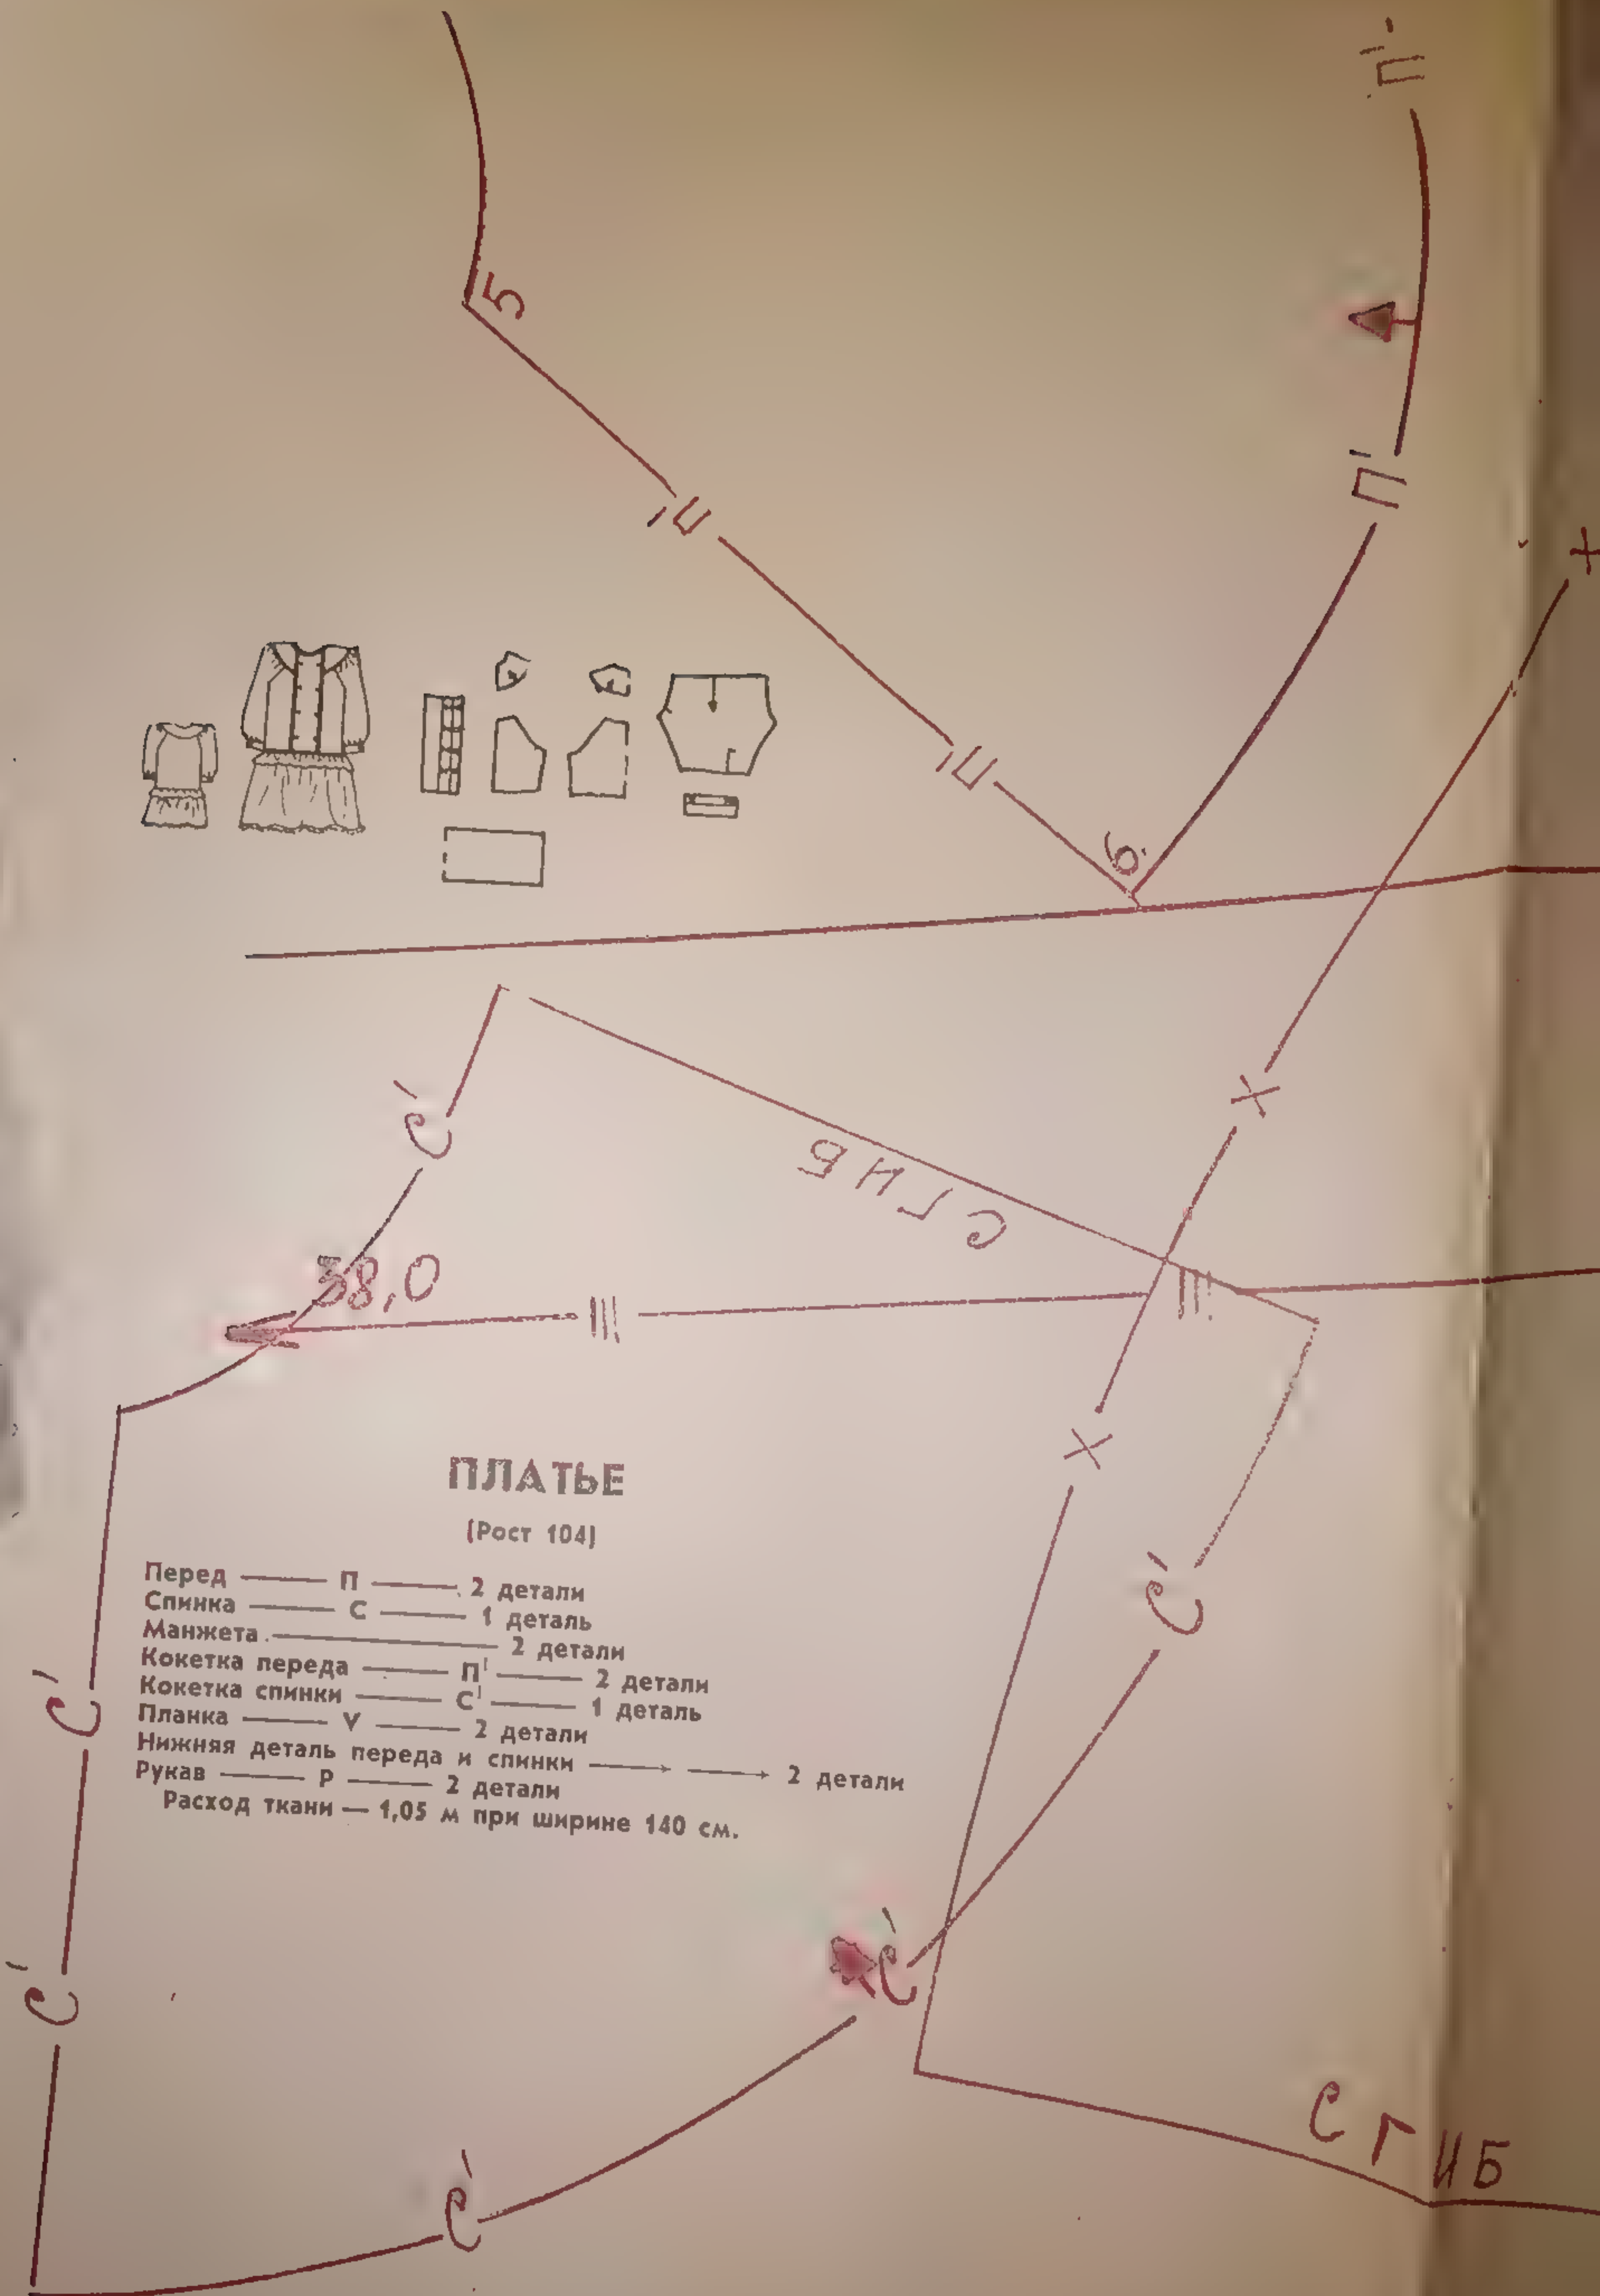 П'
5
П'
П'
П'
6
С'
Х
СГИБ
38,0
Х
ПЛАТЬЕ
(Рост 104)
Перед —— П —— 2 детали
Спинка —— С —— 1 деталь
Манжета —— 2 детали
Кокетка переда —— П' —— 2 детали
Кокетка спинки —— С' —— 1 деталь
Планка —— V —— 2 детали
Нижняя деталь переда и спинки ——→ ——→ 2 детали
Рукав —— Р —— 2 детали
Расход ткани — 1,05 м при ширине 140 см.
С'
С'
С'
С'
СГИБ
С'